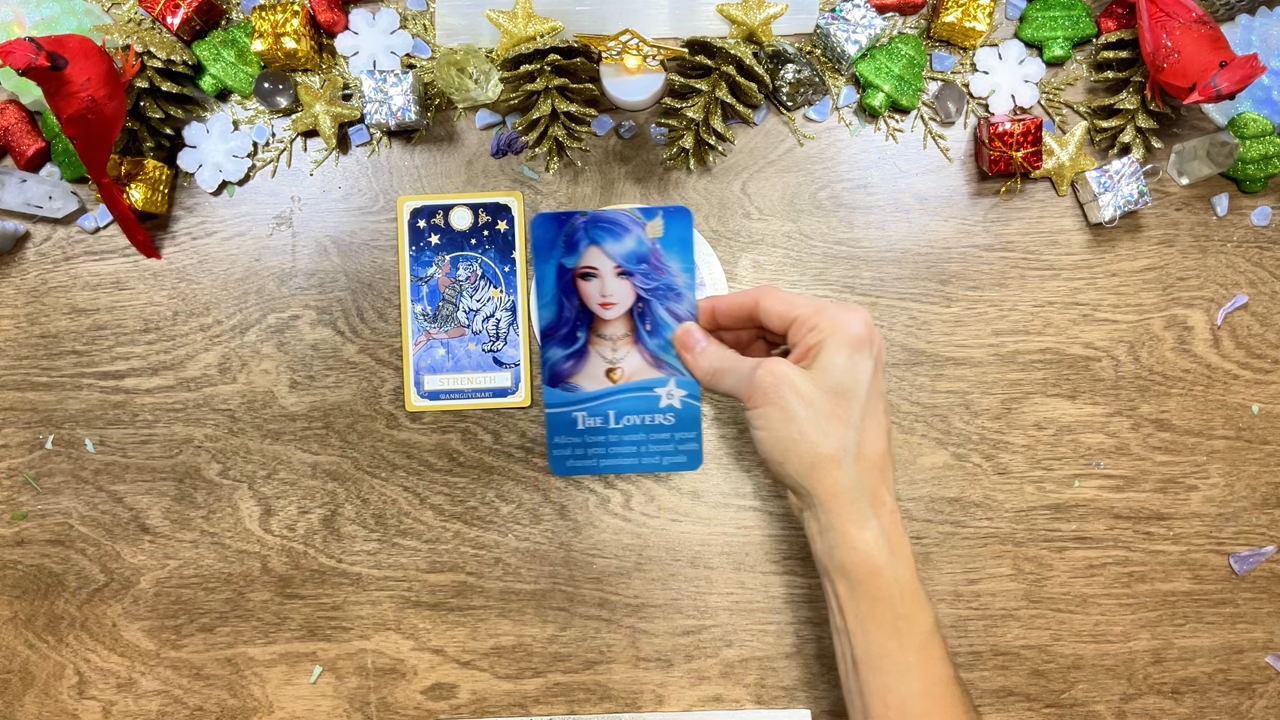 STRENGTH
@ANNGUYENART
6
THE LOVERS
Allow love to wash over your
soul as you create a bond with
shared passions and goals